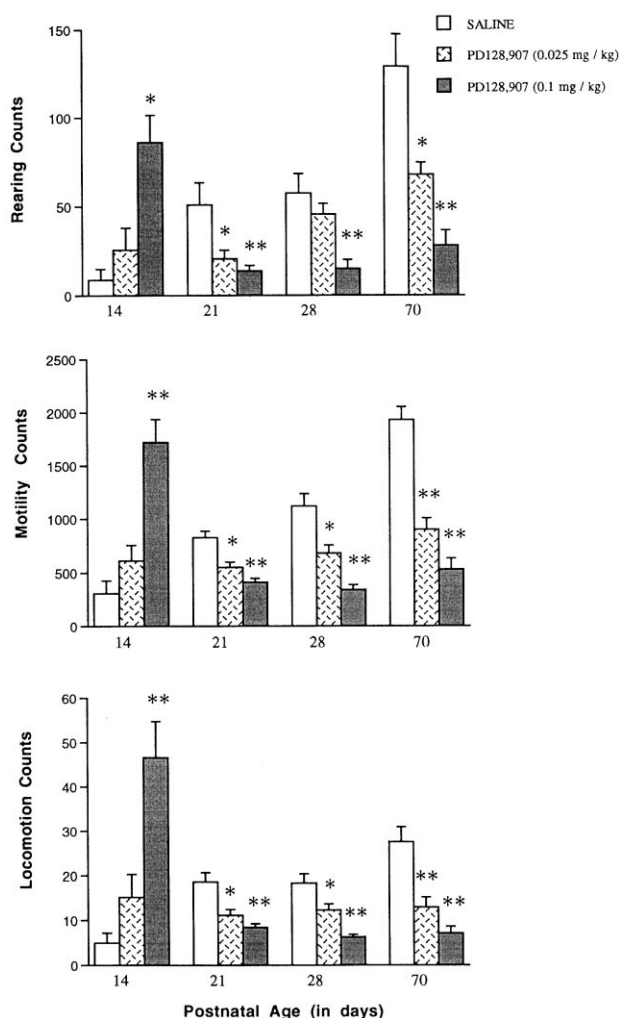 SALINE
PD128,907 (0.025 mg / kg)
PD128,907 (0.1 mg / kg)
Rearing Counts
150
100
50
0
*
* **
**
* **
14 21 28 70
Motility Counts
2500
2000
1500
1000
500
0
**
* **
* **
** **
14 21 28 70
Locomotion Counts
60
50
40
30
20
10
0
**
* **
* **
** **
14 21 28 70
Postnatal Age (in days)